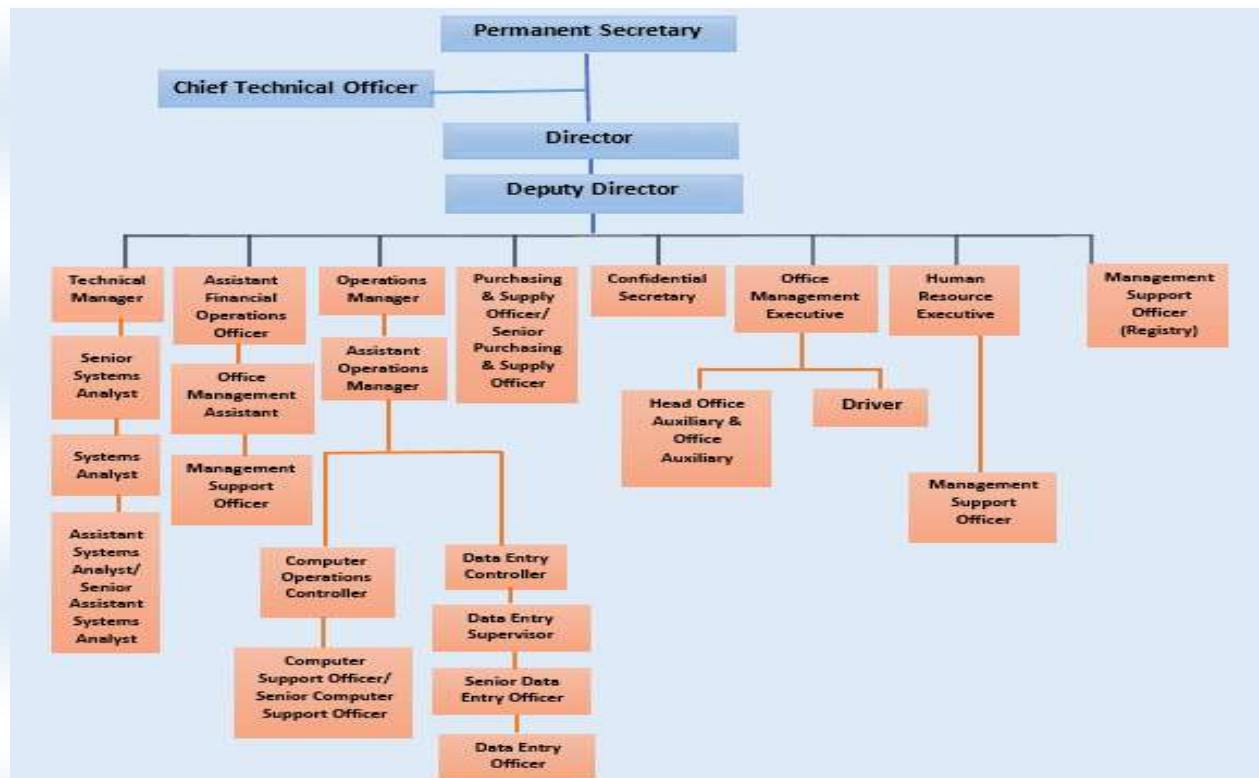 Permanent Secretary
Chief Technical Officer
Director
Deputy Director
Technical
Manager
Assistant
Financial
Operations
Officer
Operations
Manager
Purchasing
& Supply
Officer/
Senior
Purchasing
& Supply
Officer
Confidential
Secretary
Office
Management
Executive
Human
Resource
Executive
Management
Support
Officer
(Registry)
Senior
Systems
Analyst
Office
Management
Assistant
Assistant
Operations
Manager
Head Office
Auxiliary &
Office
Auxiliary
Driver
Systems
Analyst
Management
Support
Officer
Management
Support
Officer
Assistant
Systems
Analyst/
Senior
Assistant
Systems
Analyst
Computer
Operations
Controller
Data Entry
Controller
Data Entry
Supervisor
Computer
Support Officer/
Senior Computer
Support Officer
Senior Data
Entry Officer
Data Entry
Officer